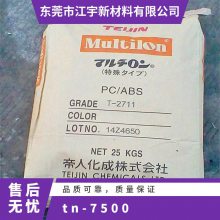 东莞市江宇新材料有限公司
TEIJIN
Multilon
マルチロン®
(特殊タイプ)
PC/ABS
GRADE T-2711
COLOR
LOT NO. 14Z4650
NET 25 KGS
帝人化成株式会社
TEIJIN CHEMICALS LTD.
售后无忧
tn-7500